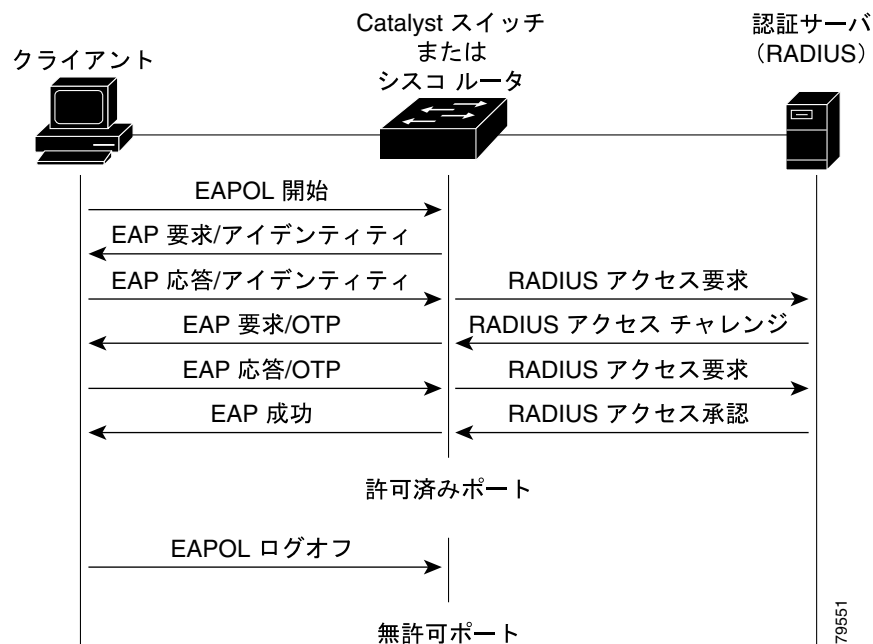 クライアント
Catalyst スイッチ
または
シスコ ルータ
認証サーバ
（RADIUS）
EAPOL 開始
EAP 要求/アイデンティティ
EAP 応答/アイデンティティ
RADIUS アクセス要求
EAP 要求/OTP
RADIUS アクセス チャレンジ
EAP 応答/OTP
RADIUS アクセス要求
EAP 成功
RADIUS アクセス承認
許可済みポート
EAPOL ログオフ
無許可ポート
79551